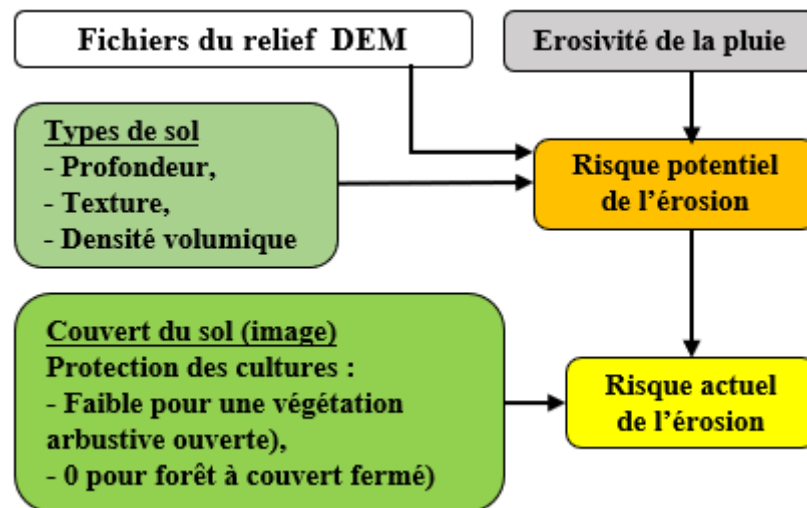 Fichiers du relief DEM
Erosivité de la pluie
Types de sol
- Profondeur,
- Texture,
- Densité volumique
Risque potentiel
de l'érosion
Couvert du sol (image)
Protection des cultures :
- Faible pour une végétation
arbustive ouverte),
- 0 pour forêt à couvert fermé)
Risque actuel
de l'érosion